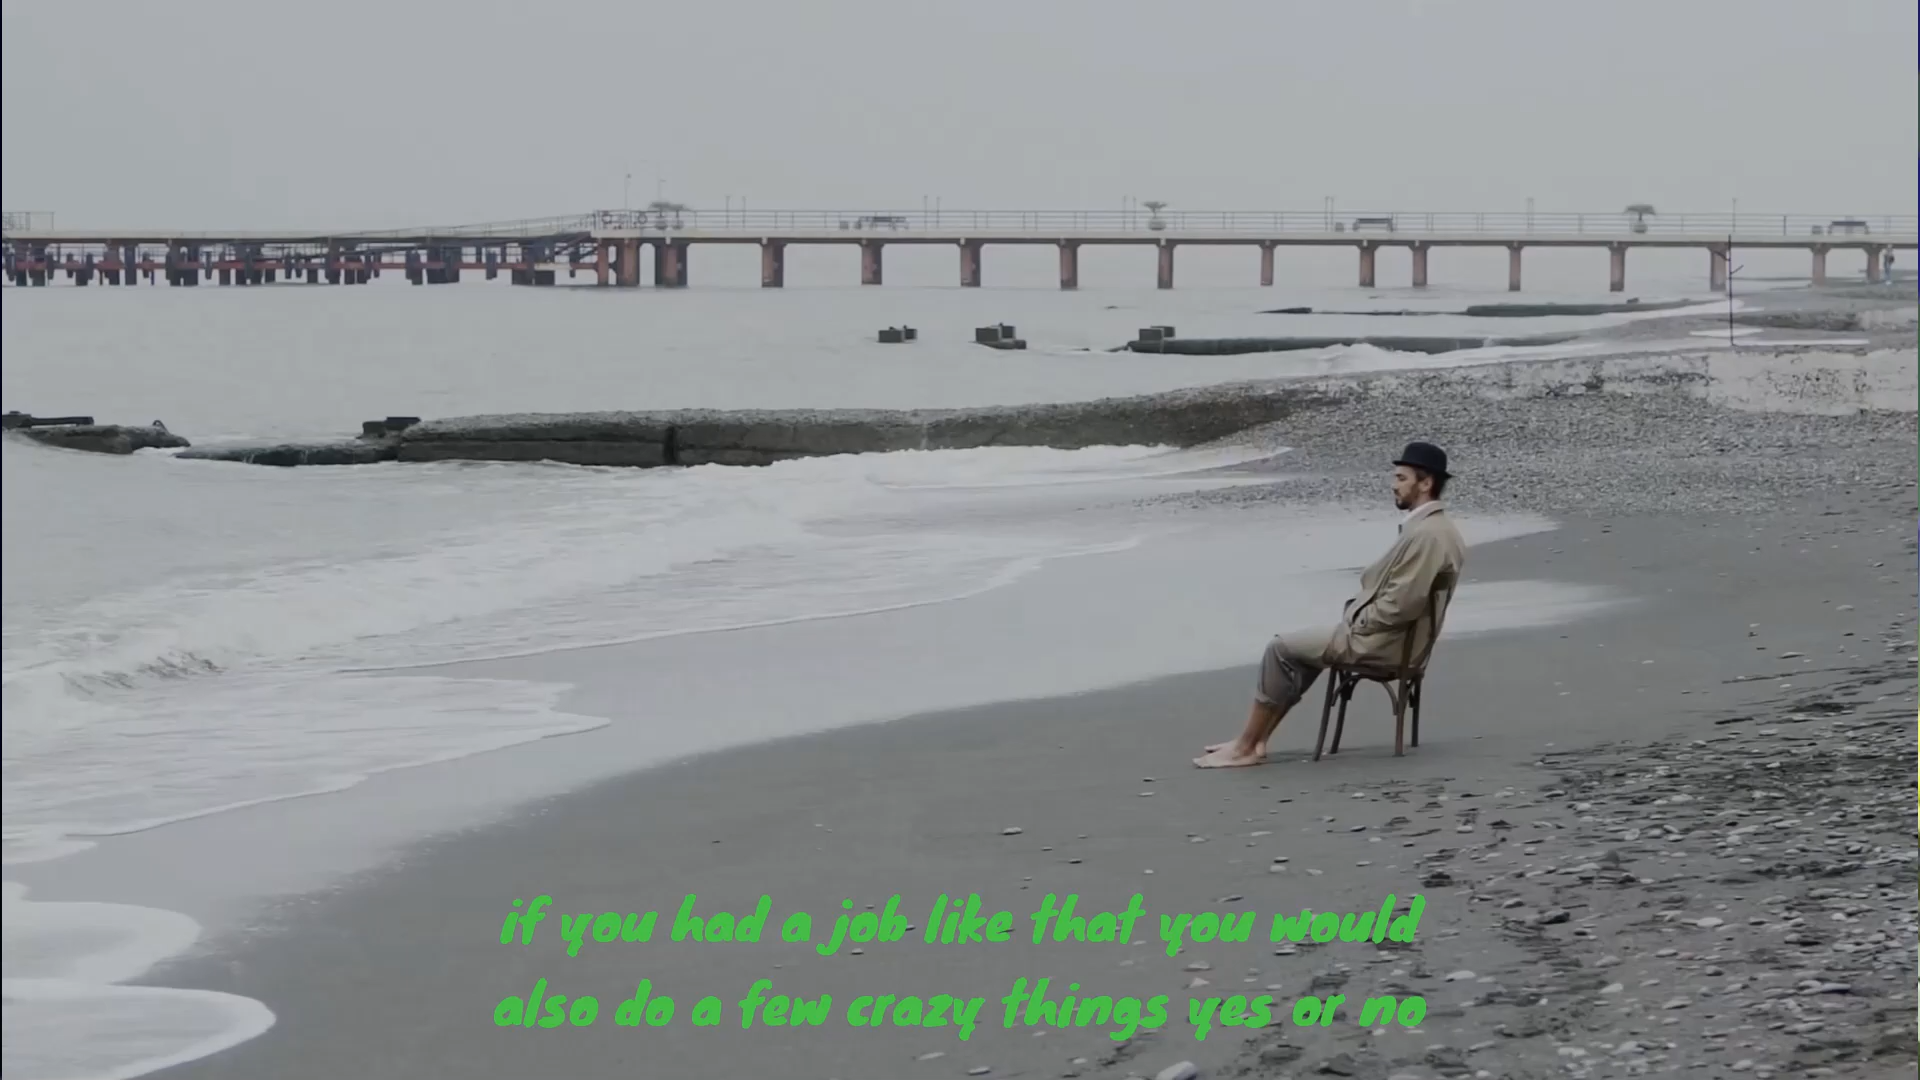 if you had a job like that you would
also do a few crazy things yes or no